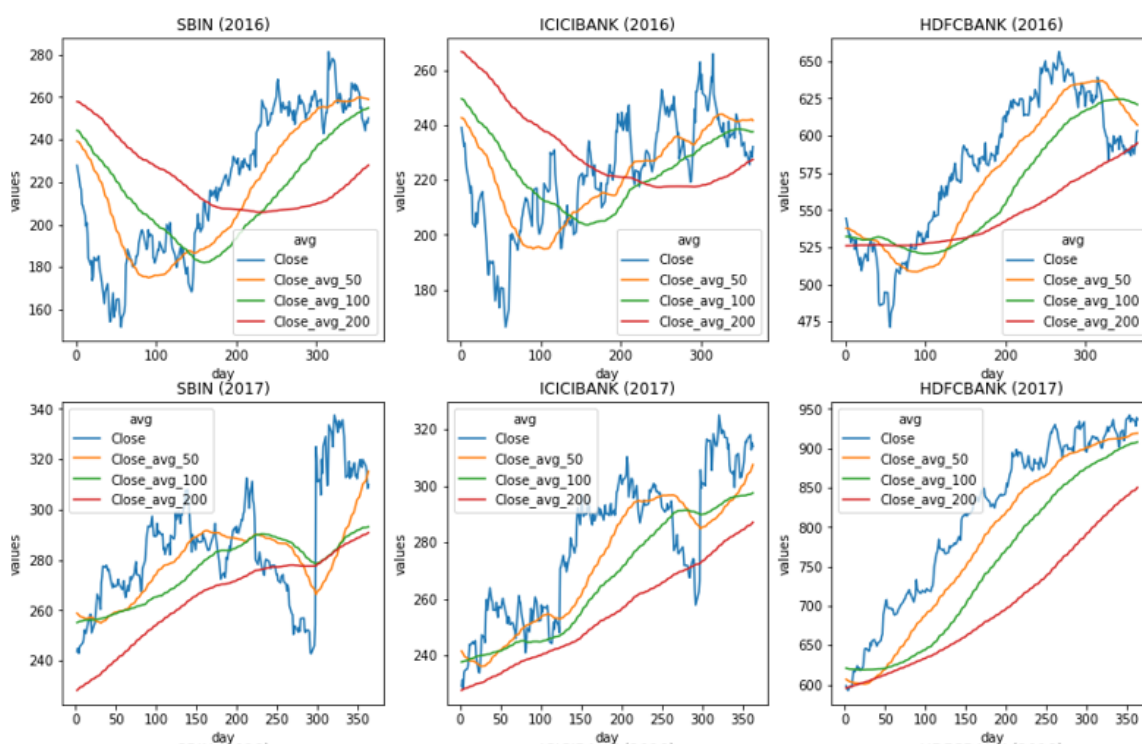 SBIN (2016)
280
260
240
220
200
180
160
values
avg
Close
Close_avg_50
Close_avg_100
Close_avg_200
0 100 200 300
day
ICICIBANK (2016)
260
240
220
200
180
values
avg
Close
Close_avg_50
Close_avg_100
Close_avg_200
0 100 200 300
day
HDFCBANK (2016)
650
625
600
575
550
525
500
475
values
avg
Close
Close_avg_50
Close_avg_100
Close_avg_200
0 100 200 300
day
SBIN (2017)
340
320
300
280
260
240
values
avg
Close
Close_avg_50
Close_avg_100
Close_avg_200
0 50 100 150 200 250 300 350
day
ICICIBANK (2017)
320
300
280
260
240
values
avg
Close
Close_avg_50
Close_avg_100
Close_avg_200
0 50 100 150 200 250 300 350
day
HDFCBANK (2017)
950
900
850
800
750
700
650
600
values
avg
Close
Close_avg_50
Close_avg_100
Close_avg_200
0 50 100 150 200 250 300 350
day